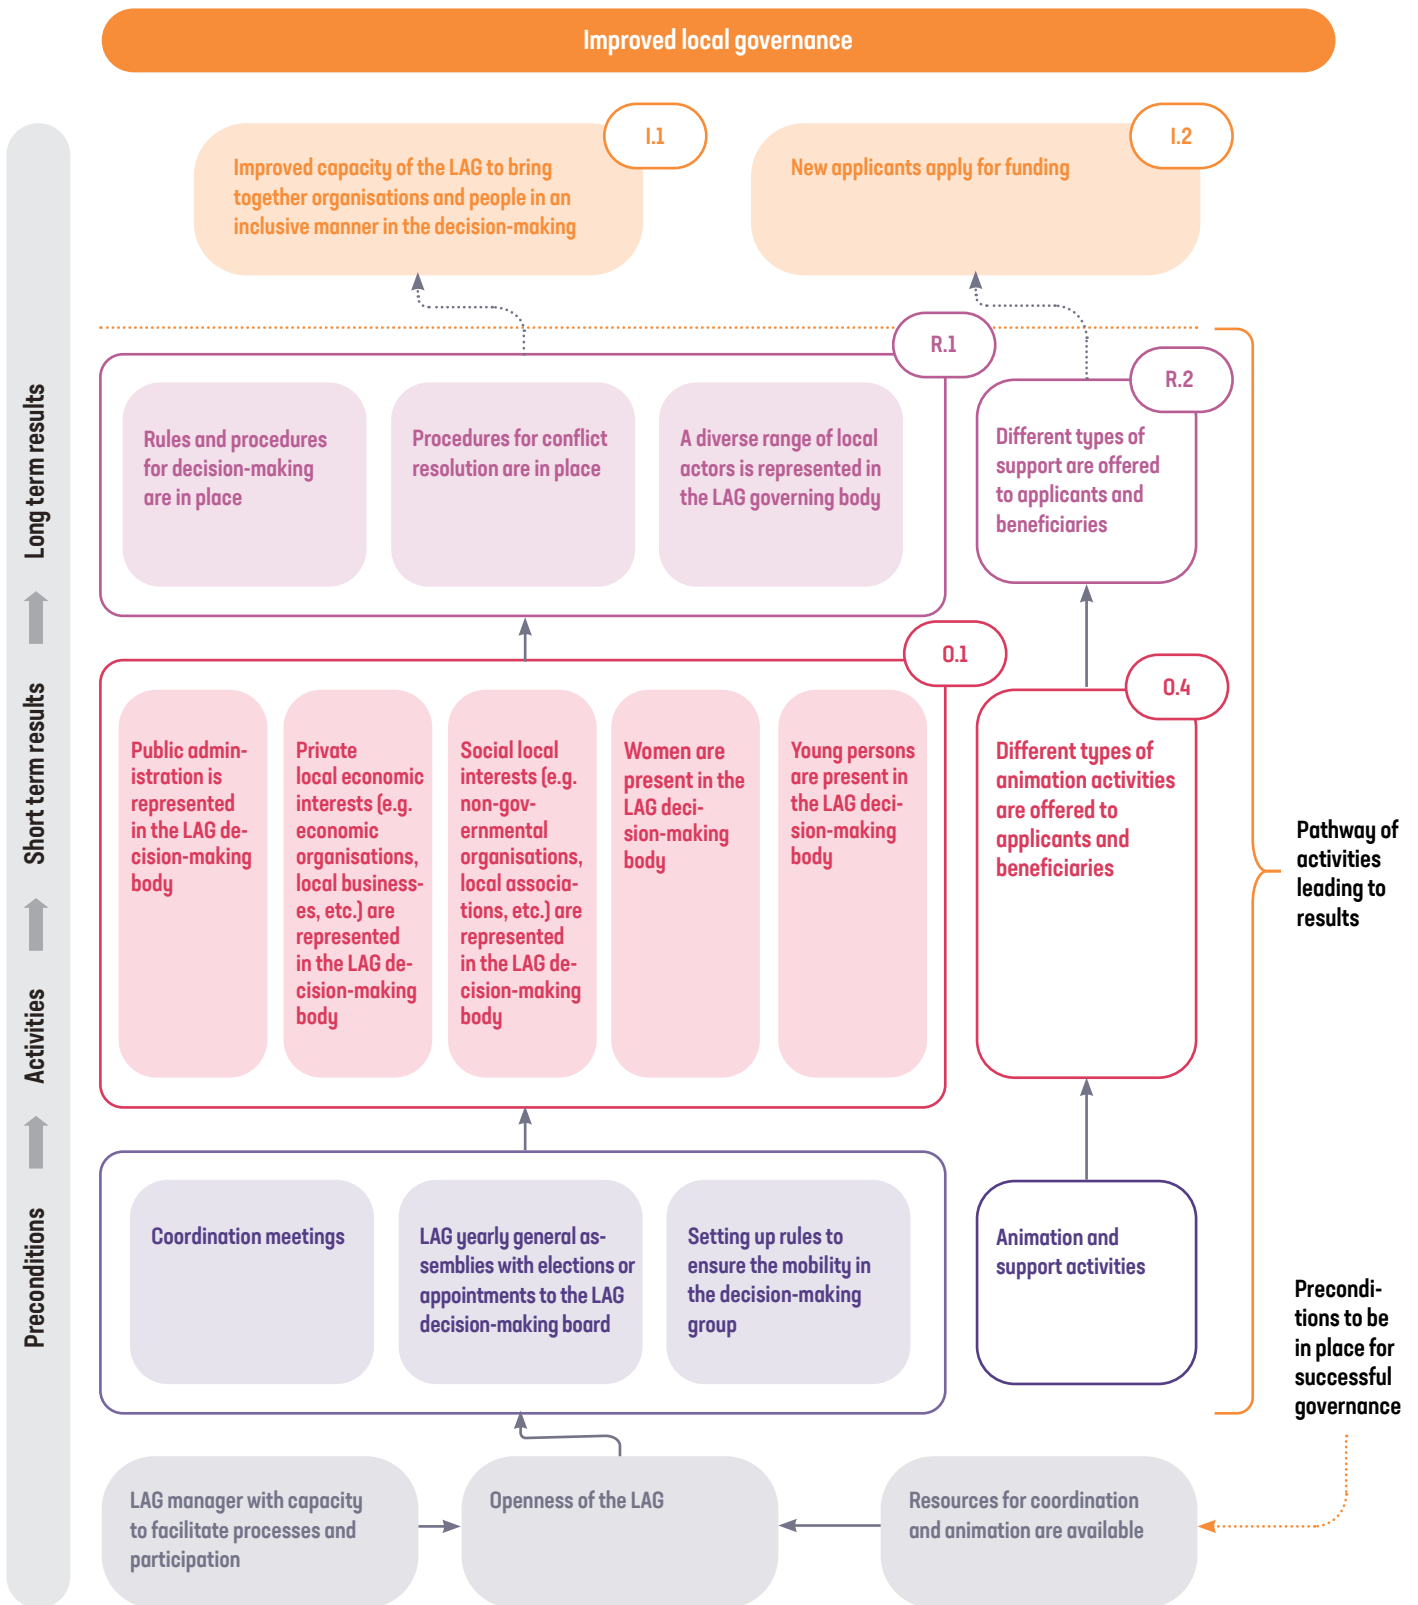 Improved local governance
I.1
Improved capacity of the LAG to bring
together organisations and people in an
inclusive manner in the decision-making
I.2
New applicants apply for funding
Long term results
Short term results
Activities
Preconditions
R.1
Rules and procedures
for decision-making
are in place
Procedures for conflict
resolution are in place
A diverse range of local
actors is represented in
the LAG governing body
R.2
Different types of
support are offered
to applicants and
beneficiaries
O.1
Public admin-
istration is
represented
in the LAG de-
cision-making
body
Private
local economic
interests (e.g.
economic
organisations,
local business-
es, etc.) are
represented
in the LAG de-
cision-making
body
Social local
interests (e.g.
non-gov-
ernmental
organisations,
local associa-
tions, etc.) are
represented
in the LAG de-
cision-making
body
Women are
present in the
LAG deci-
sion-making
body
Young persons
are present in
the LAG deci-
sion-making
body
O.4
Different types of
animation activities
are offered to
applicants and
beneficiaries
Pathway of
activities
leading to
results
Coordination meetings
LAG yearly general as-
semblies with elections or
appointments to the LAG
decision-making board
Setting up rules to
ensure the mobility in
the decision-making
group
Animation and
support activities
Precondi-
tions to be
in place for
successful
governance
LAG manager with capacity
to facilitate processes and
participation
Openness of the LAG
Resources for coordination
and animation are available